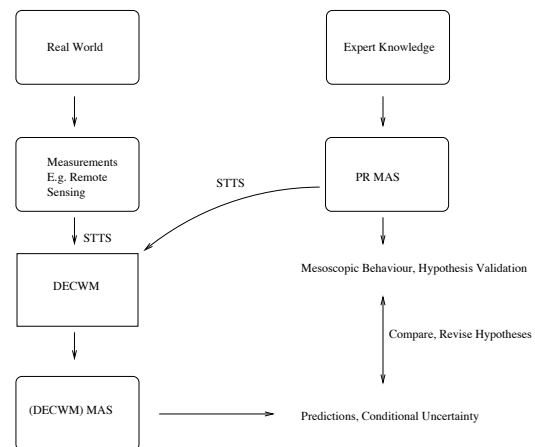 Real World
Expert Knowledge
Measurements
E.g. Remote
Sensing
PR MAS
STTS
STTS
DECWM
Mesoscopic Behaviour, Hypothesis Validation
Compare, Revise Hypotheses
(DECWM) MAS
Predictions, Conditional Uncertainty